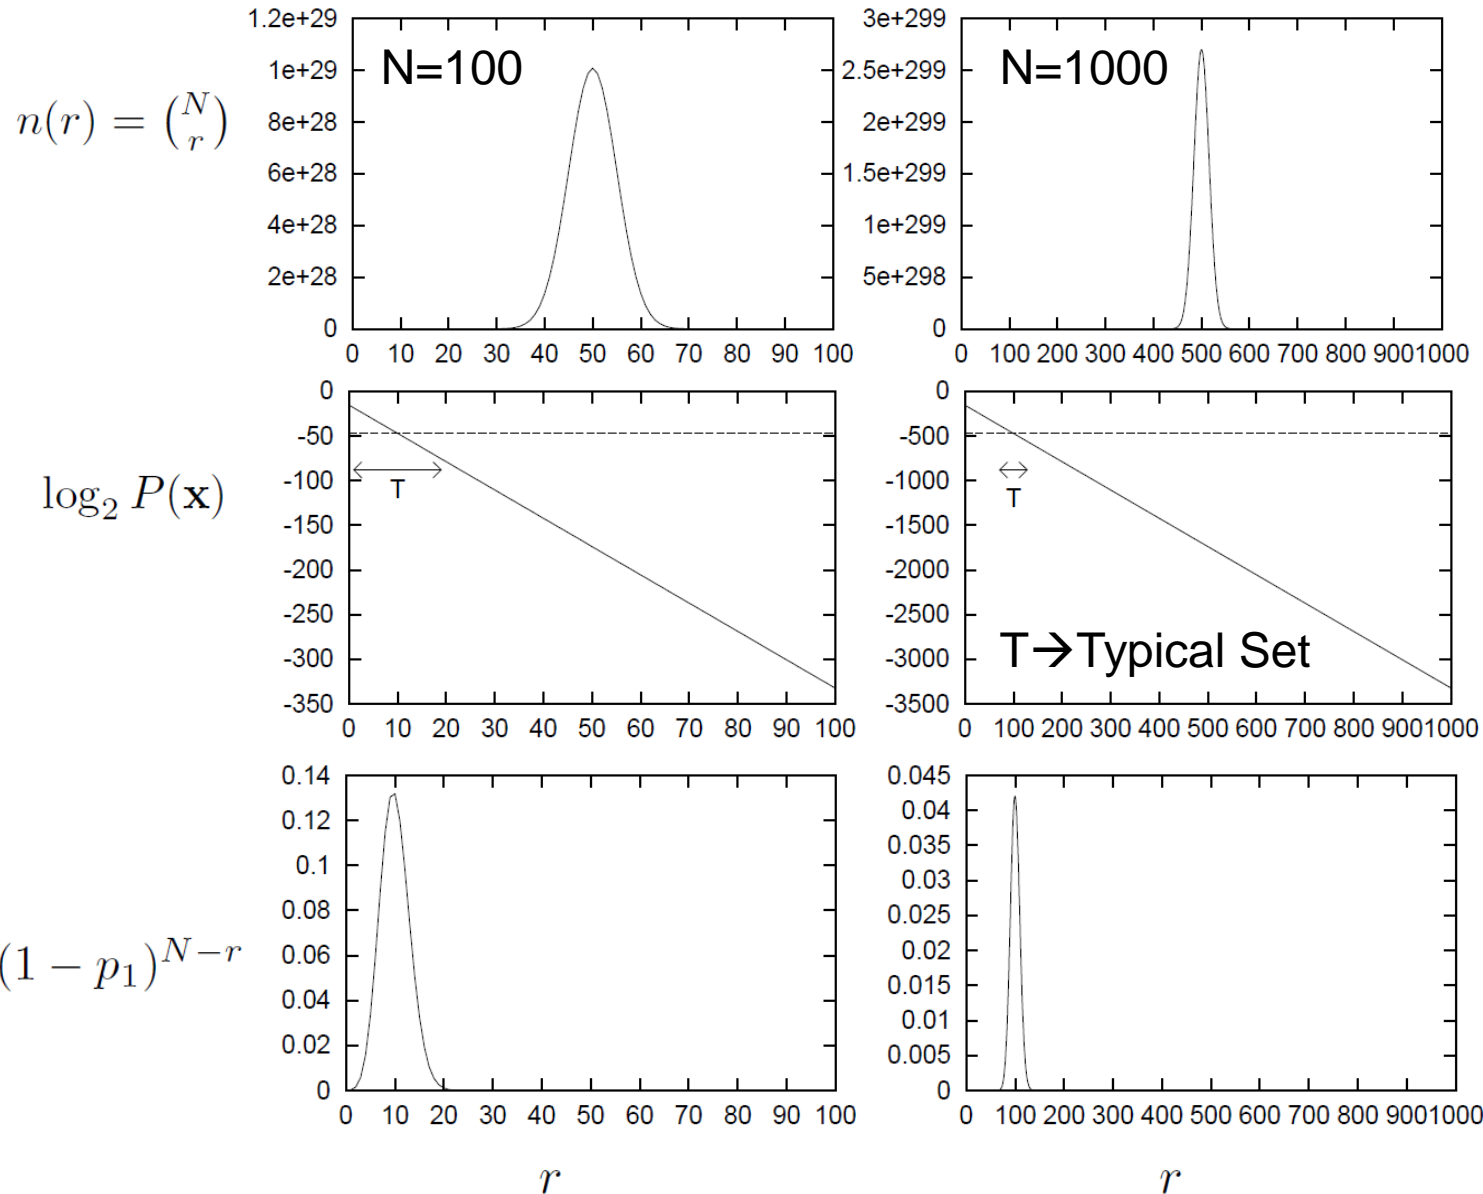 n(r) = (N r)
N=100
1.2e+29
1e+29
8e+28
6e+28
4e+28
2e+28
0
0 10 20 30 40 50 60 70 80 90 100
N=1000
3e+299
2.5e+299
2e+299
1.5e+299
1e+299
5e+298
0
0 100 200 300 400 500 600 700 800 9001000
log₂ P(x)
0
-50
-100
-150
-200
-250
-300
-350
T
0 10 20 30 40 50 60 70 80 90 100
0
-500
-1000
-1500
-2000
-2500
-3000
-3500
T
T→Typical Set
0 100 200 300 400 500 600 700 800 9001000
(1 − p₁)^{N−r}
0.14
0.12
0.1
0.08
0.06
0.04
0.02
0
0 10 20 30 40 50 60 70 80 90 100
0.045
0.04
0.035
0.03
0.025
0.02
0.015
0.01
0.005
0
0 100 200 300 400 500 600 700 800 9001000
r
r